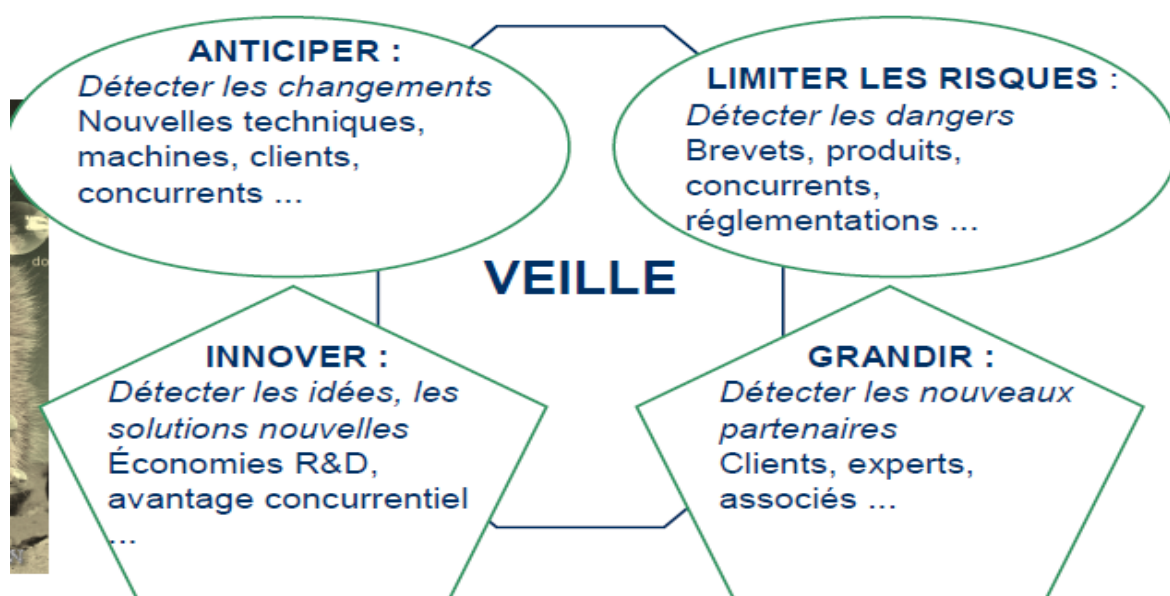 ANTICIPER :
Détecter les changements
Nouvelles techniques,
machines, clients,
concurrents ...
LIMITER LES RISQUES :
Détecter les dangers
Brevets, produits,
concurrents,
réglementations ...
VEILLE
INNOVER :
Détecter les idées, les
solutions nouvelles
Économies R&D,
avantage concurrentiel
...
GRANDIR :
Détecter les nouveaux
partenaires
Clients, experts,
associés ...
do